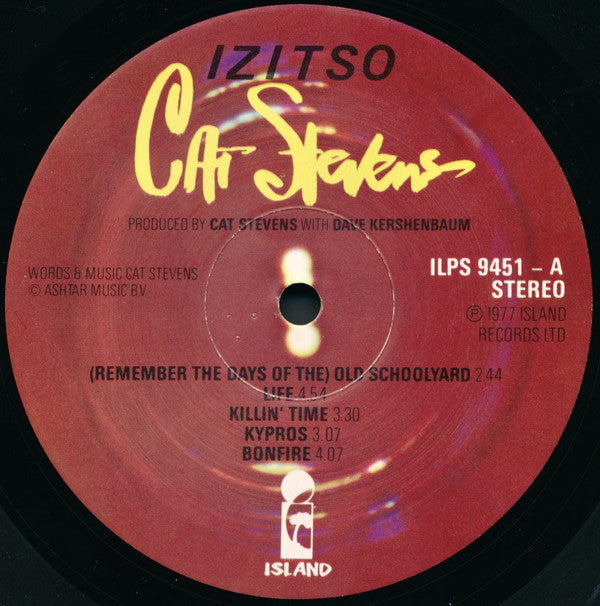 IZITSO
Cat Stevens
PRODUCED BY CAT STEVENS WITH DAVE KERSHENBAUM
WORDS & MUSIC CAT STEVENS
© ASHTAR MUSIC B.V
ILPS 9451 – A
STEREO
℗ 1977 ISLAND
RECORDS LTD
(REMEMBER THE DAYS OF THE) OLD SCHOOLYARD 2.44
LIFE 4.54
KILLIN' TIME 3.30
KYPROS 3.07
BONFIRE 4.07
ISLAND